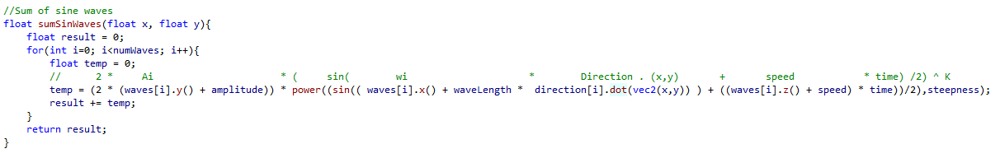 //Sum of sine waves
float sumSinWaves(float x, float y){
    float result = 0;
    for(int i=0; i<numWaves; i++){
        float temp = 0;
        //      2 *     Ai                      * (     sin(        wi                     *        Direction . (x,y)       +       speed            * time) /2) ^ K
        temp = (2 * (waves[i].y() + amplitude)) * power((sin(( waves[i].x() + waveLength *  direction[i].dot(vec2(x,y)) ) + ((waves[i].z() + speed) * time))/2),steepness);
        result += temp;
    }
    return result;
}